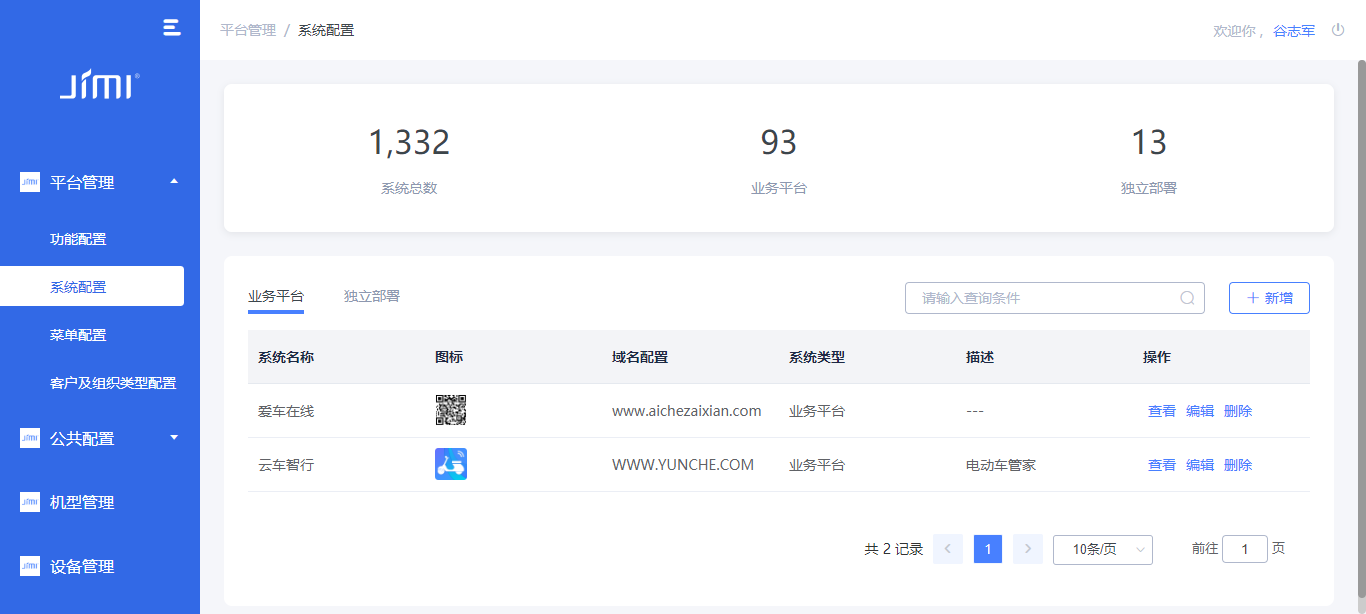 平台管理 / 系统配置
欢迎你， 谷志军
JIMI
平台管理
功能配置
系统配置
菜单配置
客户及组织类型配置
公共配置
机型管理
设备管理
1,332 93 13
系统总数 业务平台 独立部署
业务平台 独立部署 请输入查询条件 新增
系统名称 图标 域名配置 系统类型 描述 操作
爱车在线 www.aichezaixian.com 业务平台 --- 查看 编辑 删除
云车智行 WWW.YUNCHE.COM 业务平台 电动车管家 查看 编辑 删除
共 2 记录 1 10条/页 前往 1 页